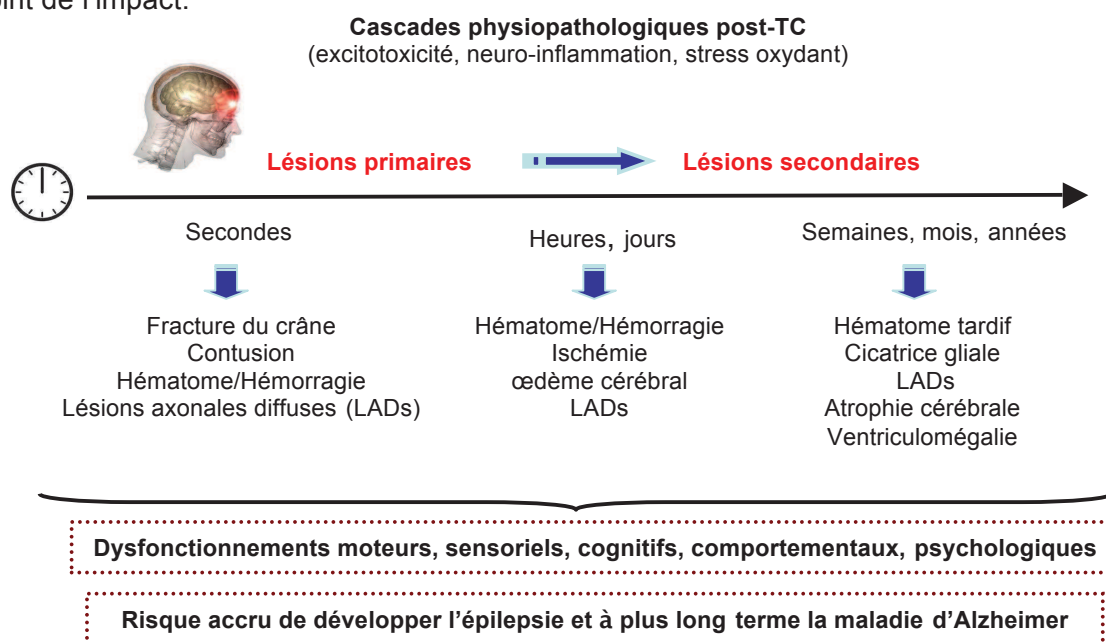 oint de l'impact.
Cascades physiopathologiques post-TC
(excitotoxicité, neuro-inflammation, stress oxydant)
Lésions primaires
Lésions secondaires
Secondes
Heures, jours
Semaines, mois, années
Fracture du crâne
Contusion
Hématome/Hémorragie
Lésions axonales diffuses (LADs)
Hématome/Hémorragie
Ischémie
œdème cérébral
LADs
Hématome tardif
Cicatrice gliale
LADs
Atrophie cérébrale
Ventriculomégalie
Dysfonctionnements moteurs, sensoriels, cognitifs, comportementaux, psychologiques
Risque accru de développer l'épilepsie et à plus long terme la maladie d'Alzheimer